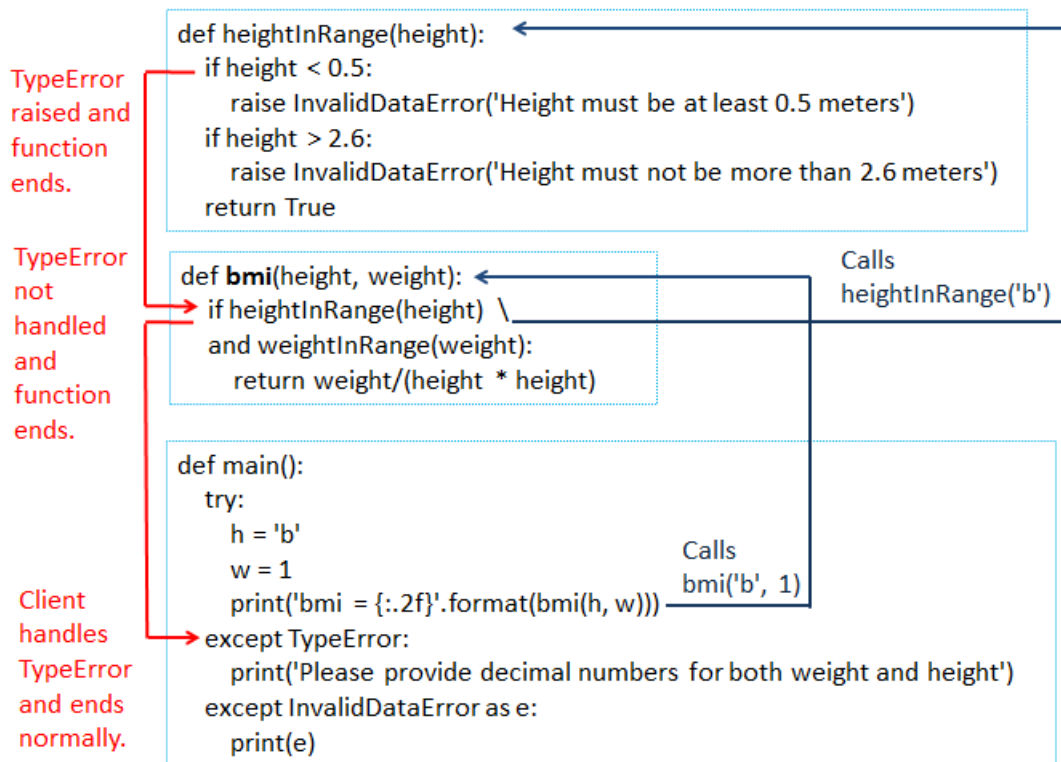 def heightInRange(height):
if height < 0.5:
raise InvalidDataError('Height must be at least 0.5 meters')
if height > 2.6:
raise InvalidDataError('Height must not be more than 2.6 meters')
return True
TypeError
raised and
function
ends.
TypeError
not
handled
and
function
ends.
def bmi(height, weight):
if heightInRange(height) \
and weightInRange(weight):
return weight/(height * height)
Calls
heightInRange('b')
def main():
try:
h = 'b'
w = 1
print('bmi = {:.2f}'.format(bmi(h, w)))
Calls
bmi('b', 1)
except TypeError:
print('Please provide decimal numbers for both weight and height')
except InvalidDataError as e:
print(e)
Client
handles
TypeError
and ends
normally.